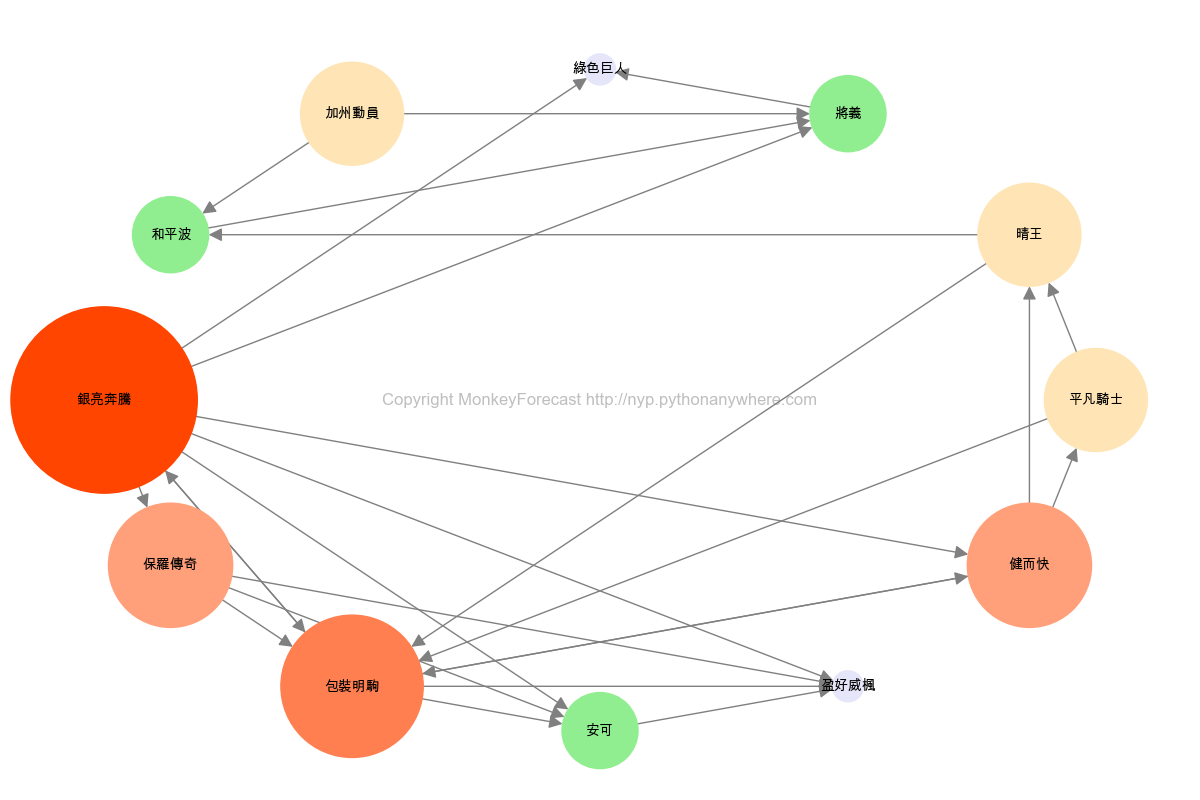 綠色巨人
加州動員
將義
和平波
晴王
銀亮奔騰
Copyright MonkeyForecast http://nyp.pythonanywhere.com
平凡騎士
保羅傳奇
健而快
包裝明駒
盈好威楓
安可